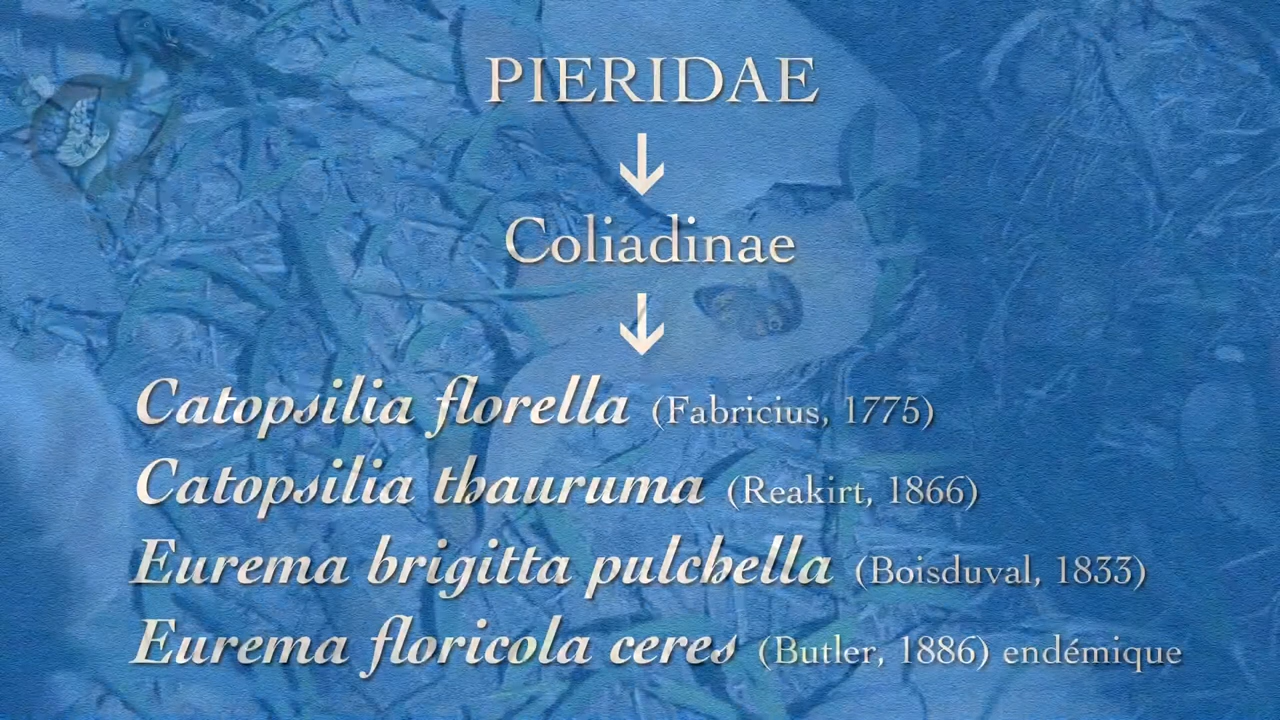 PIERIDAE
↓
Coliadinae
↓
Catopsilia florella (Fabricius, 1775)
Catopsilia thauruma (Reakirt, 1866)
Eurema brigitta pulchella (Boisduval, 1833)
Eurema floricola ceres (Butler, 1886) endémique